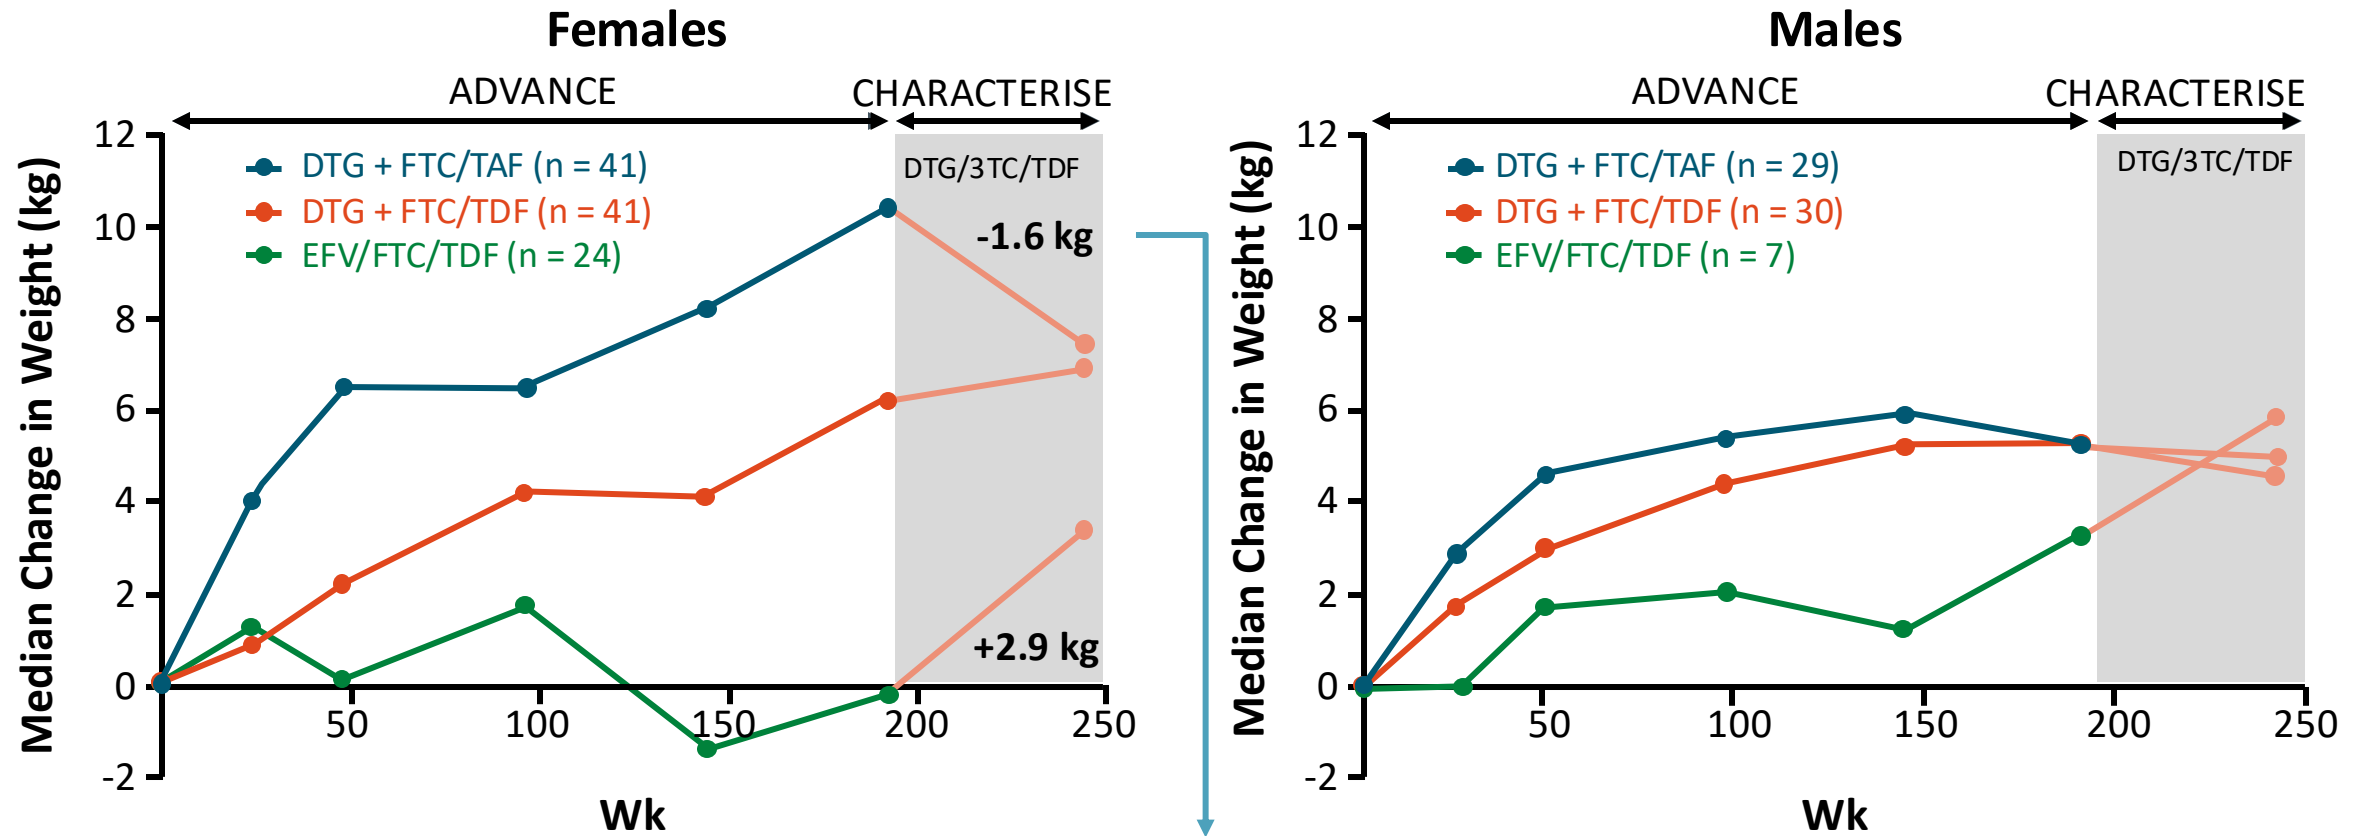 Females
ADVANCE
CHARACTERISE
Median Change in Weight (kg)
12
10
8
6
4
2
0
-2
DTG + FTC/TAF (n = 41)
DTG + FTC/TDF (n = 41)
EFV/FTC/TDF (n = 24)
DTG/3TC/TDF
-1.6 kg
+2.9 kg
50
100
150
200
250
Wk
Males
ADVANCE
CHARACTERISE
Median Change in Weight (kg)
12
10
8
6
4
2
0
-2
DTG + FTC/TAF (n = 29)
DTG + FTC/TDF (n = 30)
EFV/FTC/TDF (n = 7)
DTG/3TC/TDF
50
100
150
200
250
Wk